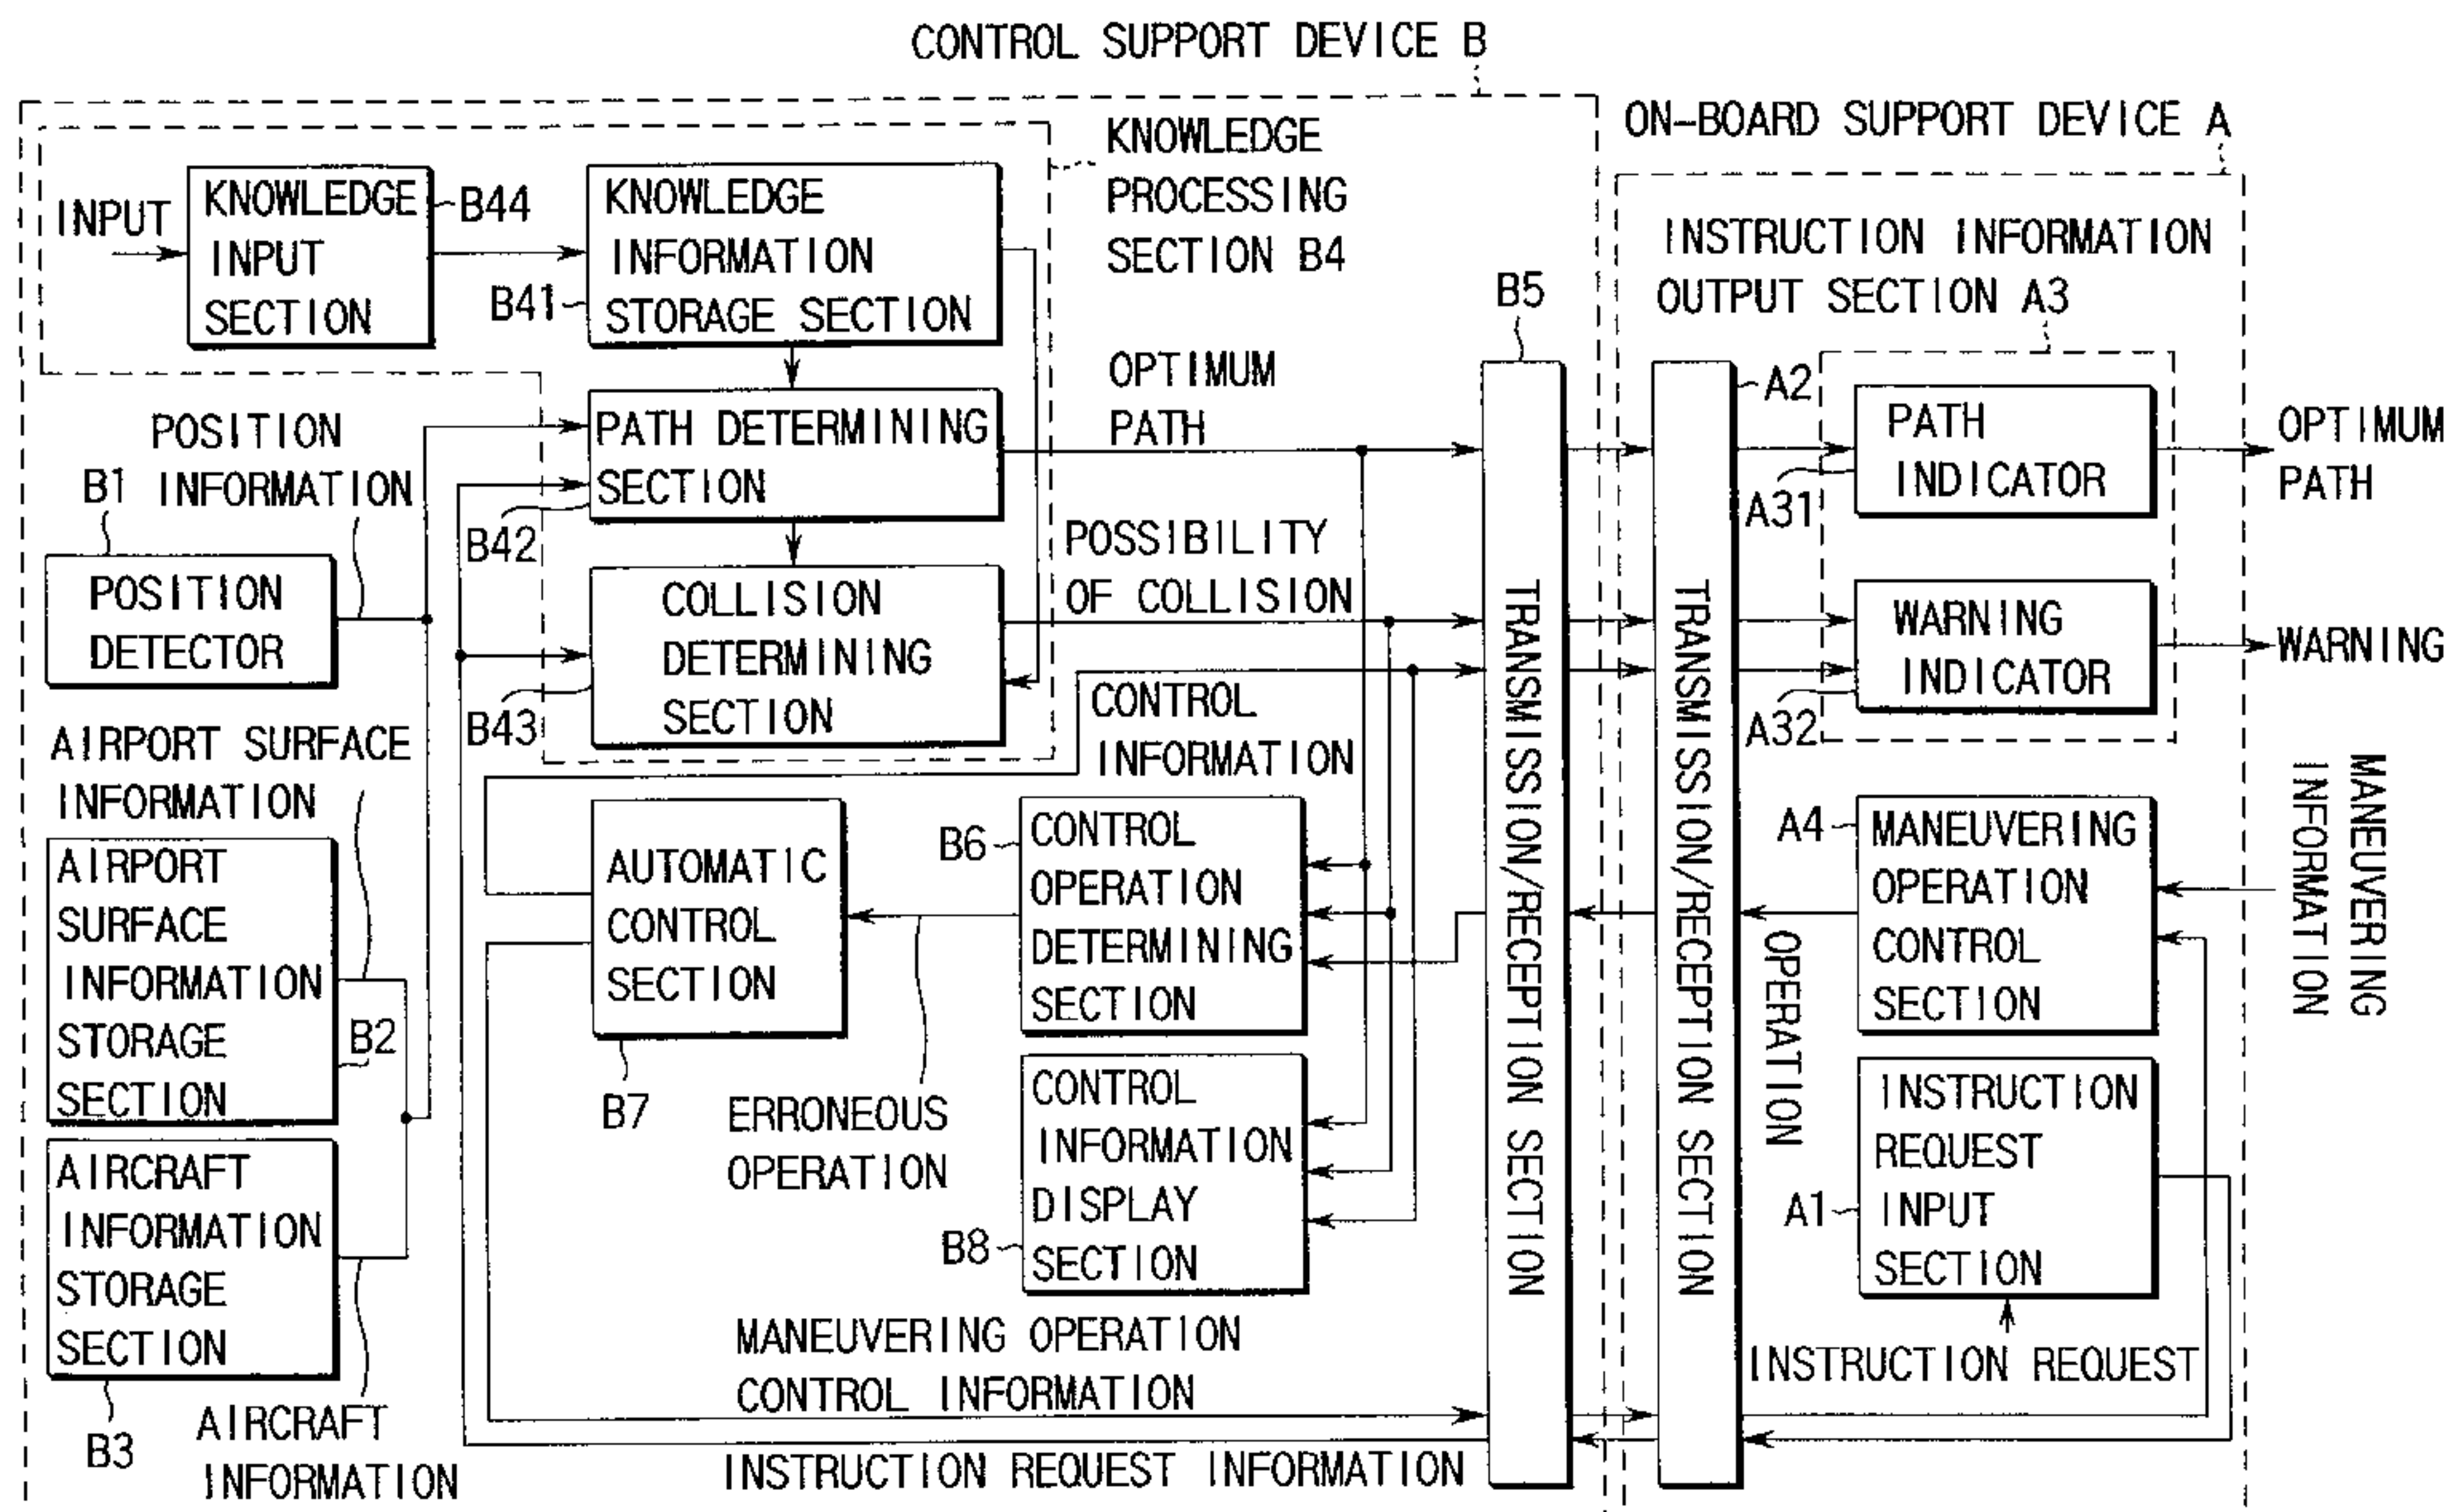 CONTROL SUPPORT DEVICE B
ON-BOARD SUPPORT DEVICE A
KNOWLEDGE
PROCESSING
SECTION B4
INPUT
KNOWLEDGE
INPUT
SECTION
B44
KNOWLEDGE
INFORMATION
STORAGE SECTION
B41
INSTRUCTION INFORMATION
OUTPUT SECTION A3
B5
OPTIMUM
PATH
A2
PATH
INDICATOR
A31
OPTIMUM
PATH
POSITION
INFORMATION
B1
PATH DETERMINING
SECTION
B42
POSITION
DETECTOR
POSSIBILITY
OF COLLISION
COLLISION
DETERMINING
SECTION
B43
WARNING
INDICATOR
A32
WARNING
CONTROL
INFORMATION
TRANSMISSION/RECEPTION SECTION
TRANSMISSION/RECEPTION SECTION
AIRPORT SURFACE
INFORMATION
AIRPORT
SURFACE
INFORMATION
STORAGE
SECTION
B2
AUTOMATIC
CONTROL
SECTION
B7
B6
CONTROL
OPERATION
DETERMINING
SECTION
A4
MANEUVERING
OPERATION
CONTROL
SECTION
MANEUVERING
INFORMATION
OPERATION
ERRONEOUS
OPERATION
CONTROL
INFORMATION
DISPLAY
SECTION
B8
INSTRUCTION
REQUEST
INPUT
SECTION
A1
INSTRUCTION REQUEST
AIRCRAFT
INFORMATION
STORAGE
SECTION
B3
AIRCRAFT
INFORMATION
MANEUVERING OPERATION
CONTROL INFORMATION
INSTRUCTION REQUEST INFORMATION